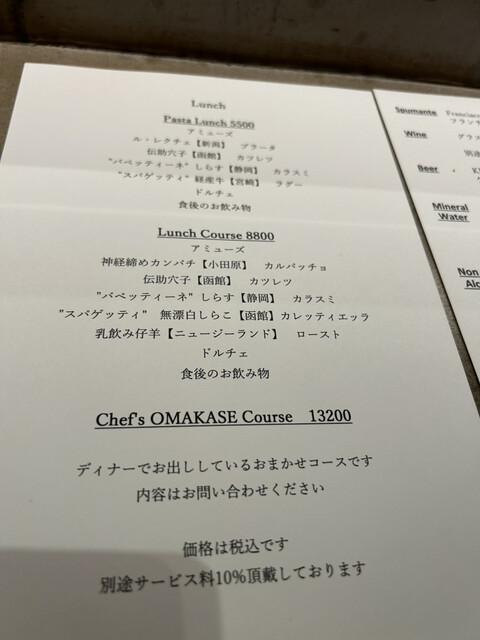 Lunch
Pasta Lunch 5500
アミューズ
ル・レクチェ【新潟】 ブラータ
伝助穴子【函館】 カツレツ
"バベッティーネ" しらす【静岡】 カラスミ
"スパゲッティ" 経産牛【宮崎】 ラグー
ドルチェ
食後のお飲み物
Lunch Course 8800
アミューズ
神経締めカンパチ【小田原】 カルパッチョ
伝助穴子【函館】 カツレツ
"バベッティーネ" しらす【静岡】 カラスミ
"スパゲッティ" 無漂白しらこ【函館】カレッティエッラ
乳飲み仔羊【ニュージーランド】 ロースト
ドルチェ
食後のお飲み物
Chef's OMAKASE Course 13200
ディナーでお出ししているおまかせコースです
内容はお問い合わせください
価格は税込です
別途サービス料10%頂戴しております
Spumante
フランサ
Wine グラス
別途
Beer
Mineral
Water
Non